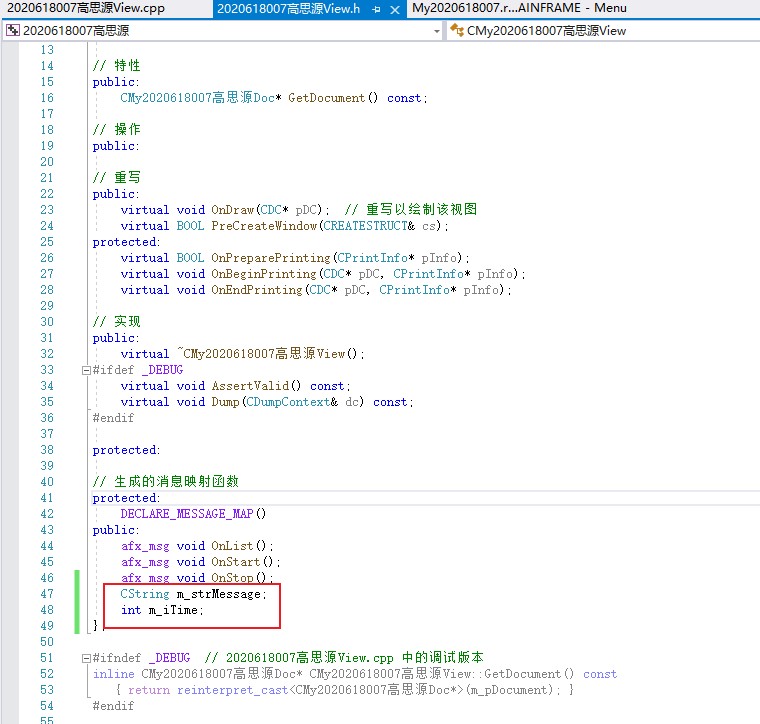 2020618007高思源View.cpp 2020618007高思源View.h My2020618007.r...AINFRAME - Menu
2020618007高思源 CMy2020618007高思源View
13
14 // 特性
15 public:
16 CMy2020618007高思源Doc* GetDocument() const;
17
18 // 操作
19 public:
20
21 // 重写
22 public:
23 virtual void OnDraw(CDC* pDC); // 重写以绘制该视图
24 virtual BOOL PreCreateWindow(CREATESTRUCT& cs);
25 protected:
26 virtual BOOL OnPreparePrinting(CPrintInfo* pInfo);
27 virtual void OnBeginPrinting(CDC* pDC, CPrintInfo* pInfo);
28 virtual void OnEndPrinting(CDC* pDC, CPrintInfo* pInfo);
29
30 // 实现
31 public:
32 virtual ~CMy2020618007高思源View();
33 #ifdef _DEBUG
34 virtual void AssertValid() const;
35 virtual void Dump(CDumpContext& dc) const;
36 #endif
37
38 protected:
39
40 // 生成的消息映射函数
41 protected:
42 DECLARE_MESSAGE_MAP()
43 public:
44 afx_msg void OnList();
45 afx_msg void OnStart();
46 afx_msg void OnStop();
47 CString m_strMessage;
48 int m_iTime;
49 };
50
51 #ifndef _DEBUG // 2020618007高思源View.cpp 中的调试版本
52 inline CMy2020618007高思源Doc* CMy2020618007高思源View::GetDocument() const
53 { return reinterpret_cast<CMy2020618007高思源Doc*>(m_pDocument); }
54 #endif
55